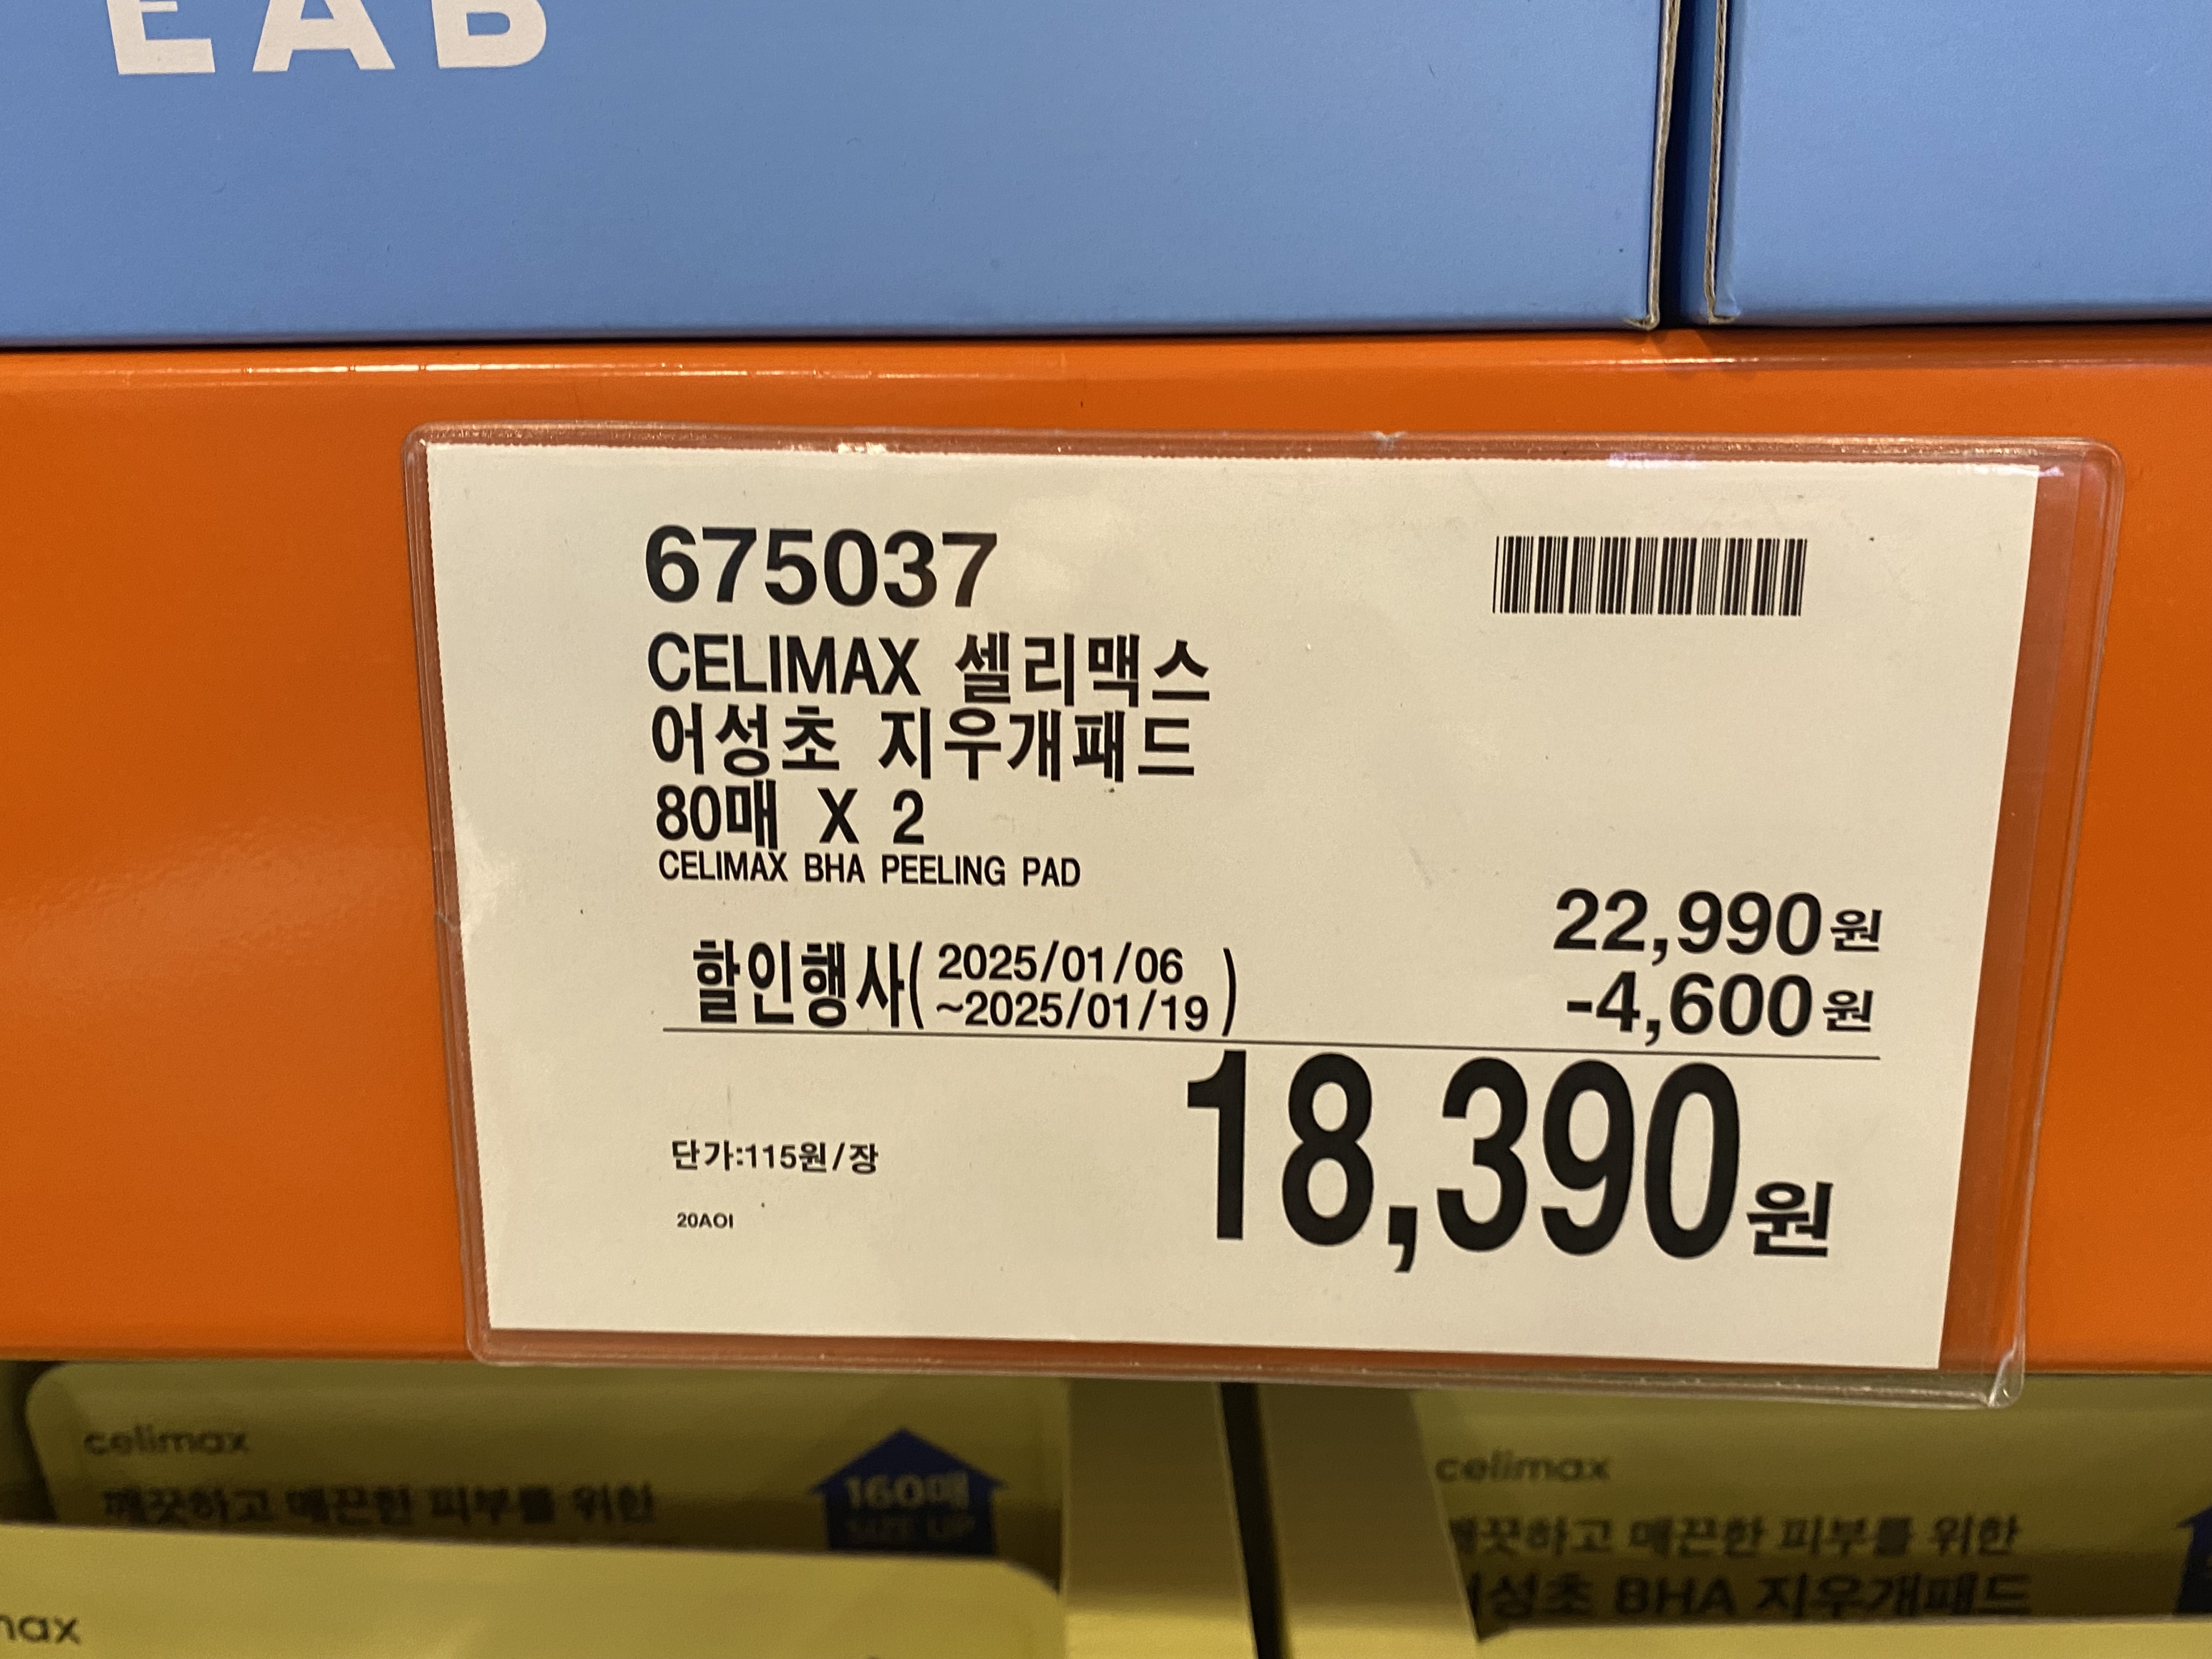 LAB
675037
CELIMAX 셀리맥스
어성초 지우개패드
80매 X 2
CELIMAX BHA PEELING PAD
22,990원
할인행사(2025/01/06
~2025/01/19)
-4,600원
18,390원
단가:115원/장
20AOI
celimax
깨끗하고 매끈한 피부를 위한
160매
SIZE UP
celimax
깨끗하고 매끈한 피부를 위한
어성초 BHA 지우개패드
max